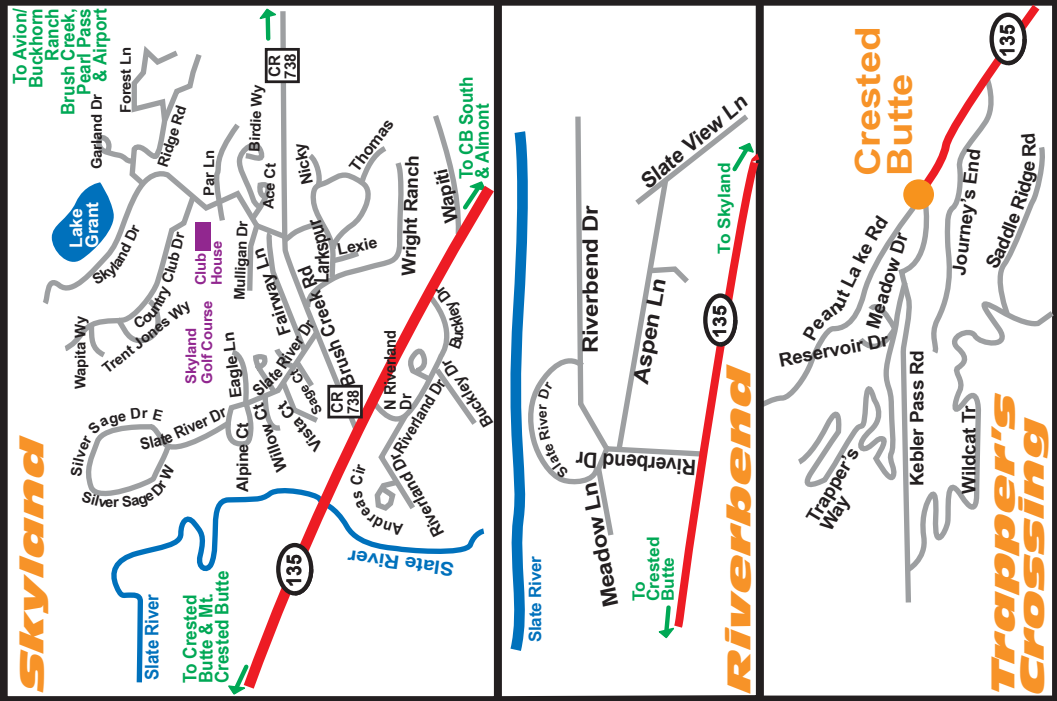 Skyland
To Avion/
Buckhorn
Ranch
Brush Creek,
Pearl Pass
& Airport
Garland Dr
Forest Ln
Ridge Rd
CR
738
Birdie Wy
Par Ln
Ace Ct
Nicky
Thomas
To CB South
& Almont
Wapiti
Wright Ranch
Lake
Grant
Skyland Dr
Country Club Dr
Club
House
Mulligan Dr
Larkspur
Lexie
Fairway Ln
Wapita Wy
Trent Jones Wy
Skyland
Golf Course
Eagle Ln
Slate River Dr
Brush Creek Rd
CR
738
Sage Ct
Vista Ct
Willow Ct
Alpine Ct
Slate River Dr
Silver Sage Dr E
Silver Sage Dr W
N Riverland
Dr
Buckley Dr
Buckley Dr
Riverland Dr
Riverland Dr
Andreas Cir
Slate River
135
Slate River
To Crested
Butte & Mt.
Crested Butte
Riverbend
Slate View Ln
To Skyland
Riverbend Dr
Aspen Ln
135
Slate River Dr
Riverbend Dr
Meadow Ln
To
Crested
Butte
Slate River
Trapper's
Crossing
135
Crested
Butte
Journey's End
Saddle Ridge Rd
Peanut Lake Rd
Meadow Dr
Reservoir Dr
Kebler Pass Rd
Wildcat Tr
Trapper's
Way